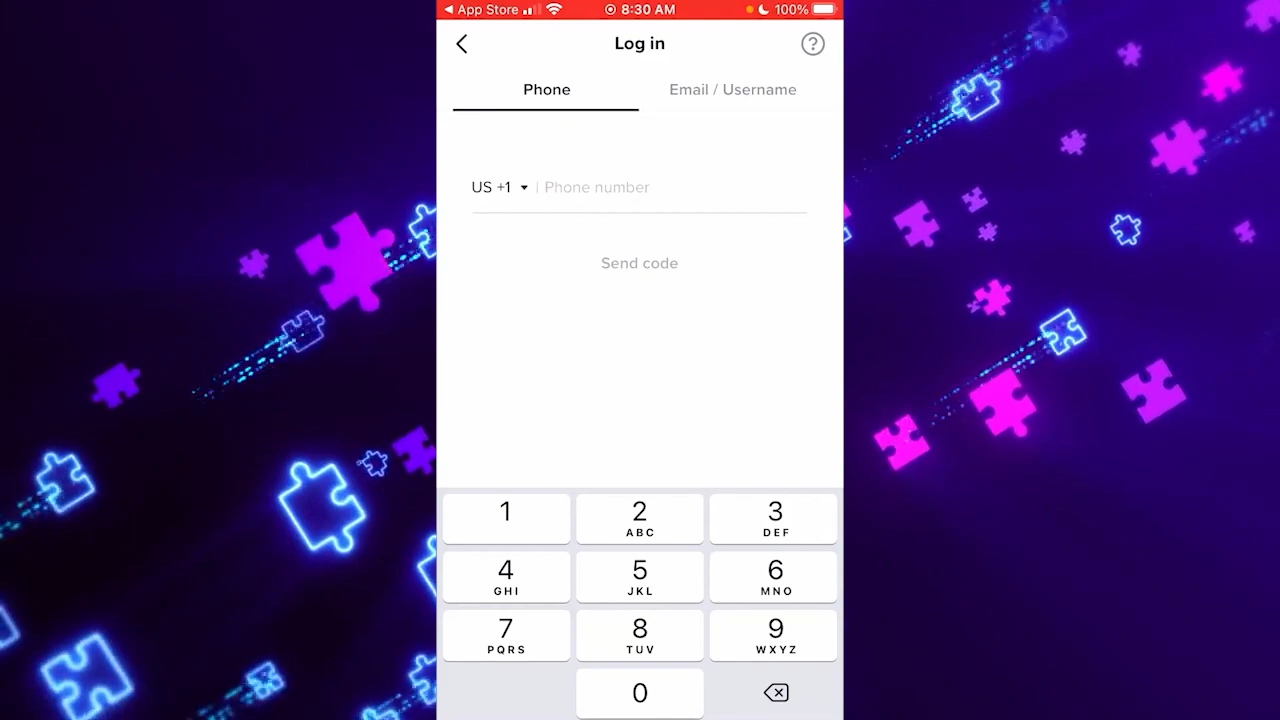 App Store 8:30 AM 100%
Log in ?
Phone Email / Username
US +1 Phone number
Send code
1 2 3
ABC DEF
4 5 6
GHI JKL MNO
7 8 9
PQRS TUV WXYZ
0